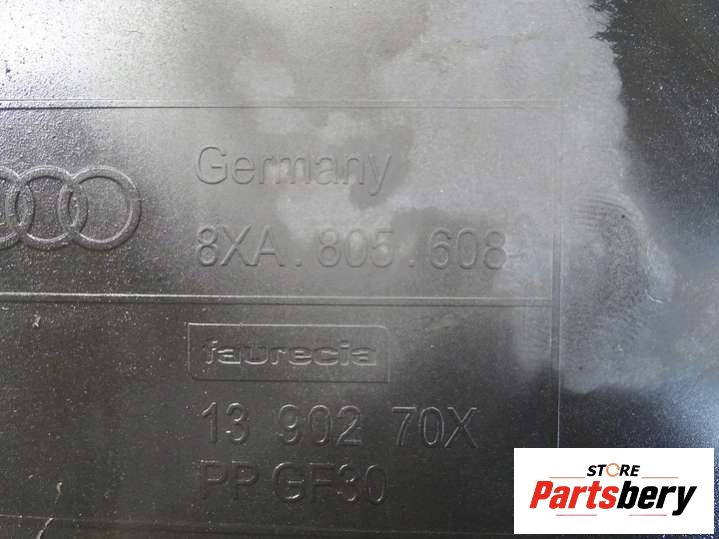 Germany
8XA.805.608
faurecia
13 902 70X
PP GF30
STORE
Partsbery